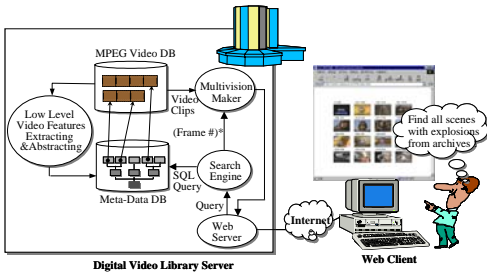 MPEG Video DB
Low Level
Video Features
Extracting
&Abstracting
Video
Clips
Multivision
Maker
(Frame #)*
Search
Engine
SQL
Query
Meta-Data DB
Query
Web
Server
Internet
Find all scenes
with explosions
from archives
Web Client
Digital Video Library Server